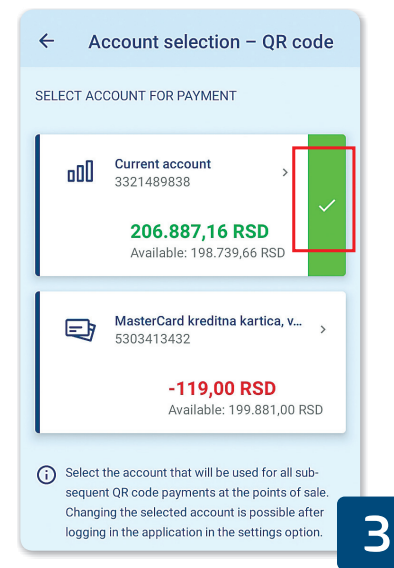 Account selection – QR code
SELECT ACCOUNT FOR PAYMENT
Current account
3321489838
206.887,16 RSD
Available: 198.739,66 RSD
MasterCard kreditna kartica, v...
5303413432
-119,00 RSD
Available: 199.881,00 RSD
Select the account that will be used for all sub-
sequent QR code payments at the points of sale.
Changing the selected account is possible after
logging in the application in the settings option.
3